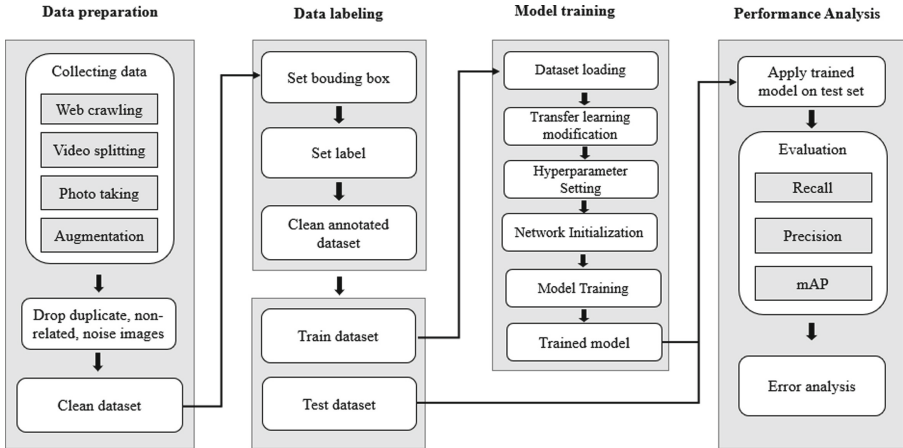 Data preparation
Collecting data
Web crawling
Video splitting
Photo taking
Augmentation
Drop duplicate, non-
related, noise images
Clean dataset
Data labeling
Set bouding box
Set label
Clean annotated
dataset
Train dataset
Test dataset
Model training
Dataset loading
Transfer learning
modification
Hyperparameter
Setting
Network Initialization
Model Training
Trained model
Performance Analysis
Apply trained
model on test set
Evaluation
Recall
Precision
mAP
Error analysis